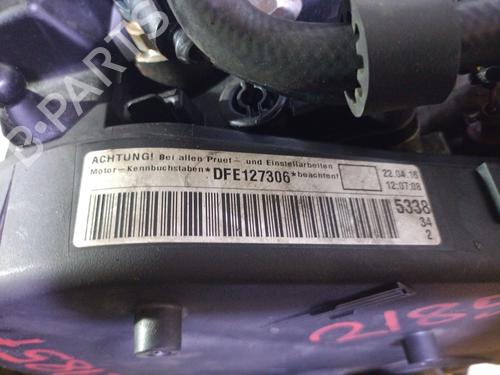 B-PARTS
ACHTUNG! Bei allen Pruef- und Einstellarbeiten
Motor-Kennbuchstaben*DFE127306*beachten!
22.04.16
12:07:08
5338
34
2